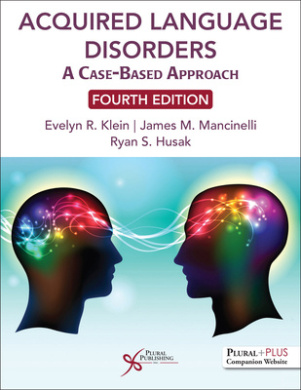 ACQUIRED LANGUAGE
DISORDERS
A CASE-BASED APPROACH
FOURTH EDITION
Evelyn R. Klein | James M. Mancinelli
Ryan S. Husak
PLURAL
PUBLISHING
PLURAL+PLUS
Companion Website